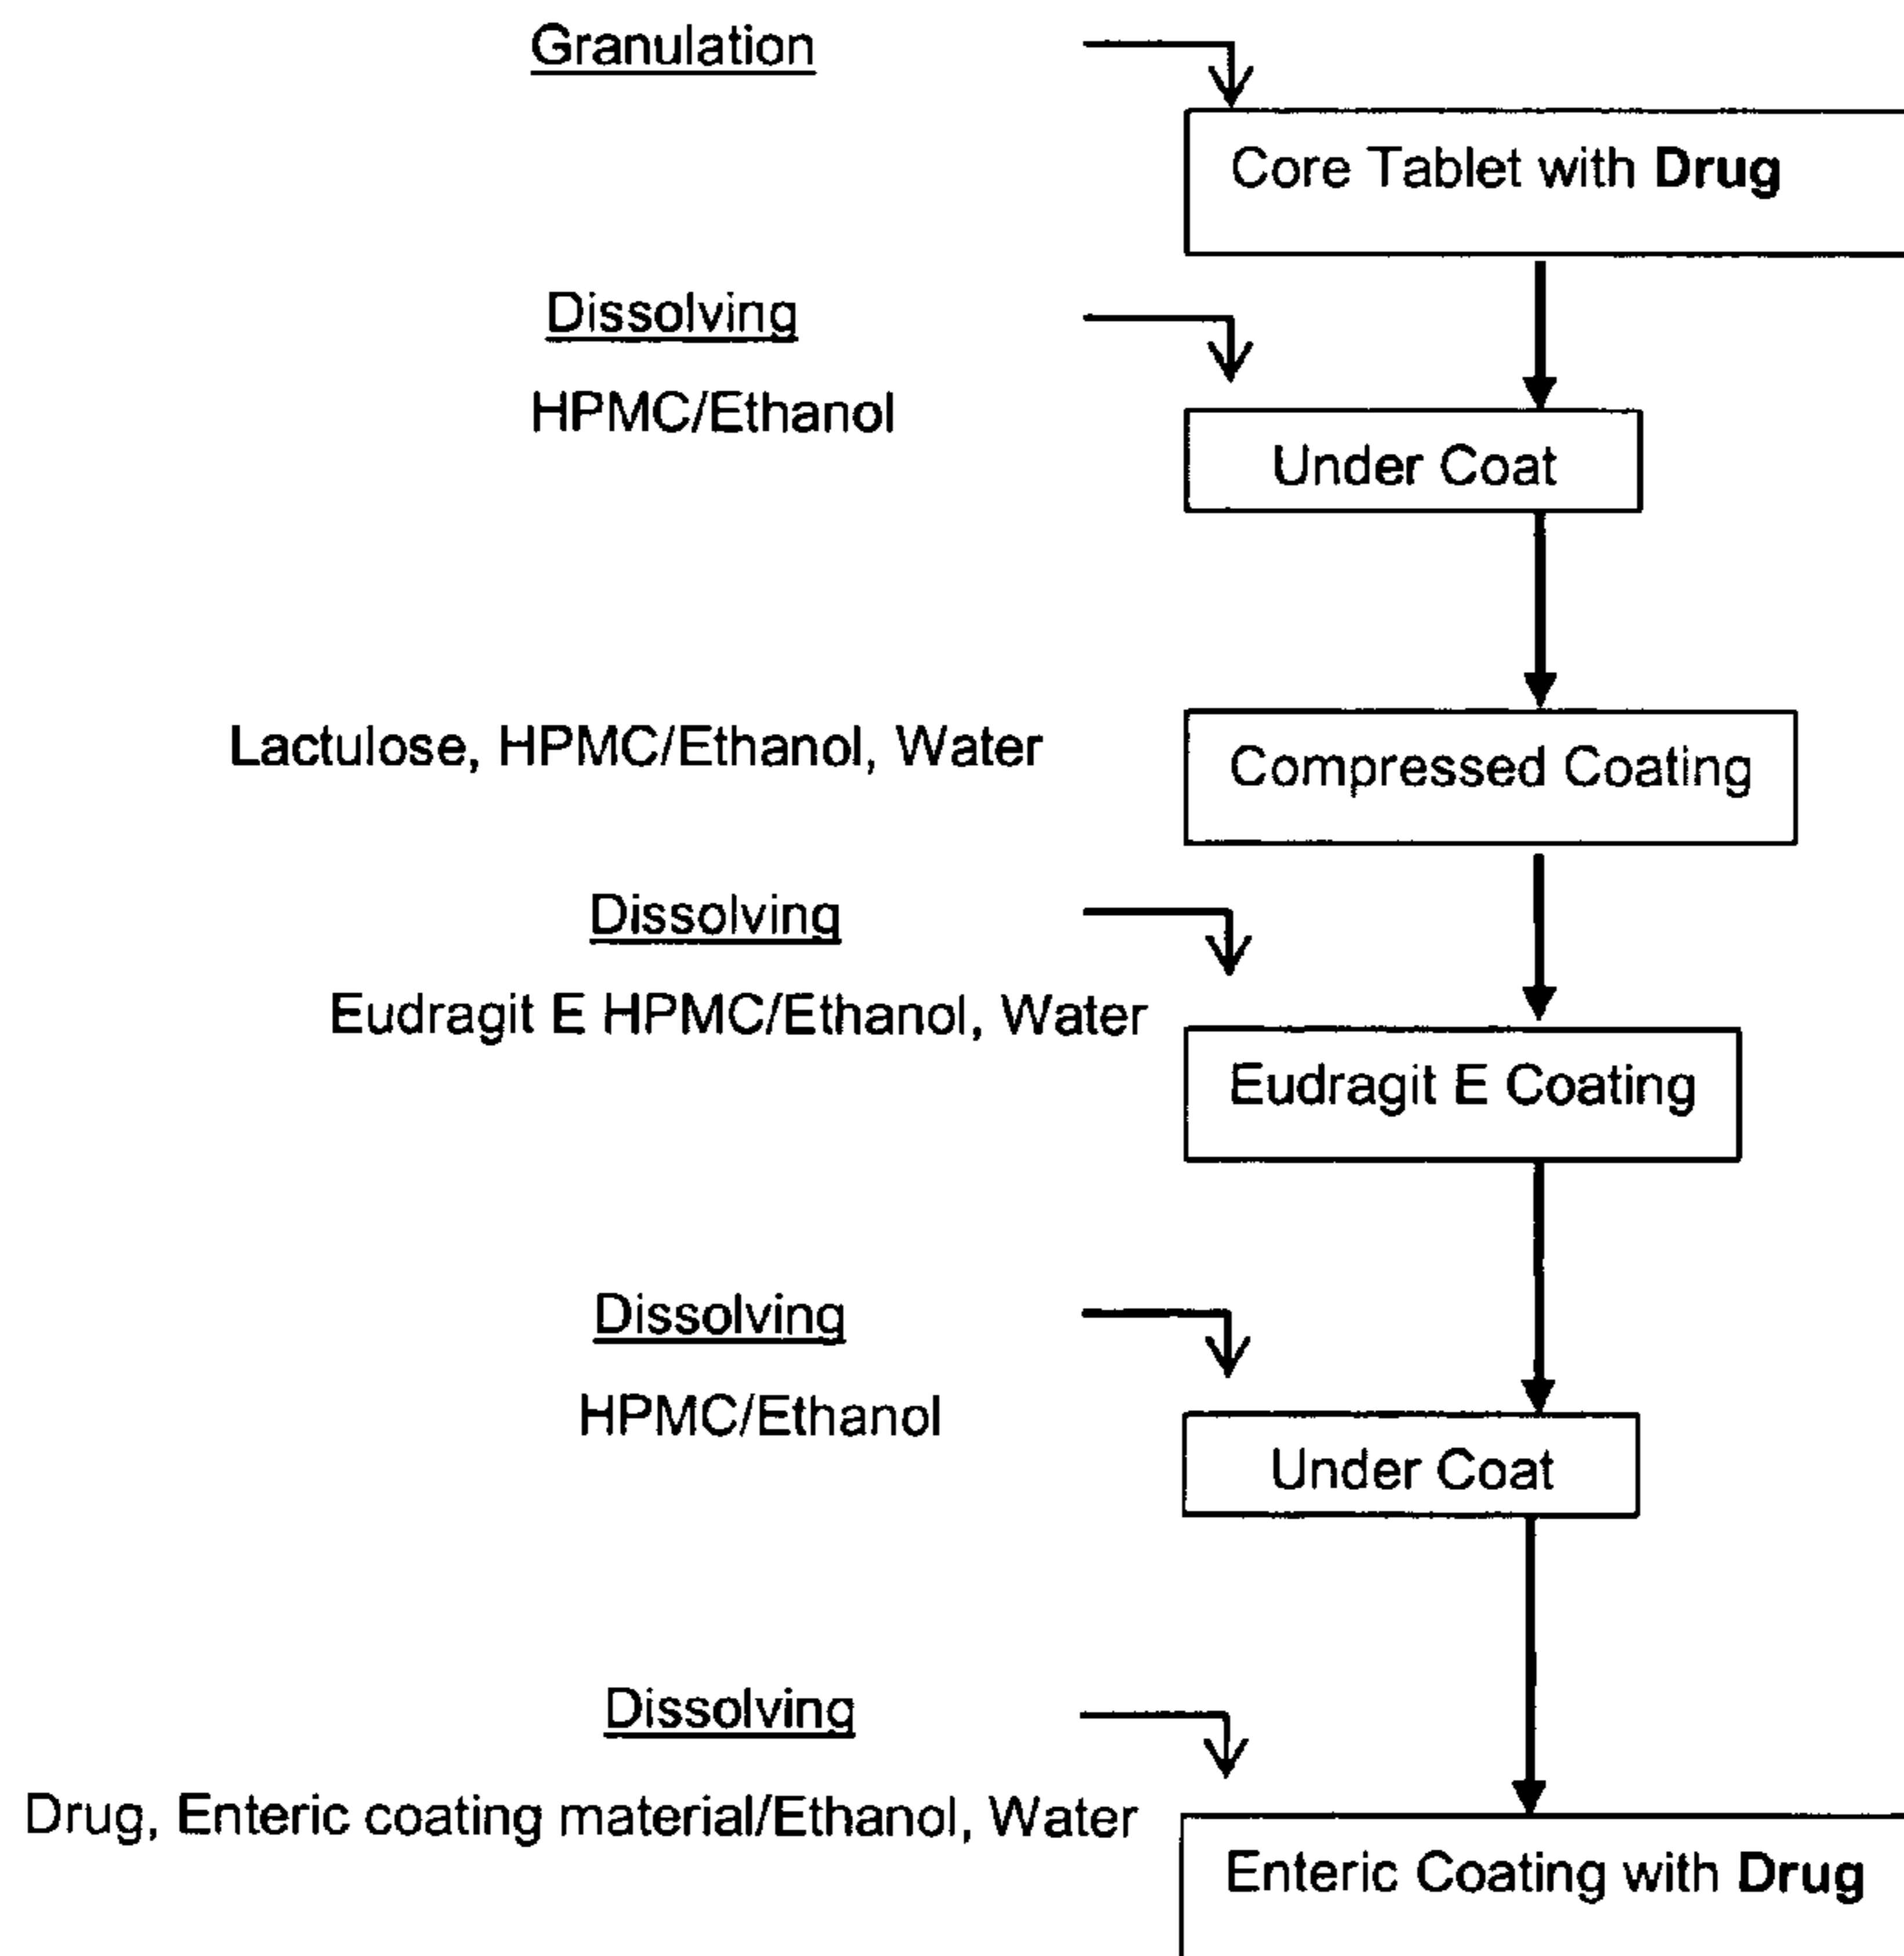 Granulation
Core Tablet with Drug
Dissolving
HPMC/Ethanol
Under Coat
Lactulose, HPMC/Ethanol, Water
Compressed Coating
Dissolving
Eudragit E HPMC/Ethanol, Water
Eudragit E Coating
Dissolving
HPMC/Ethanol
Under Coat
Dissolving
Drug, Enteric coating material/Ethanol, Water
Enteric Coating with Drug